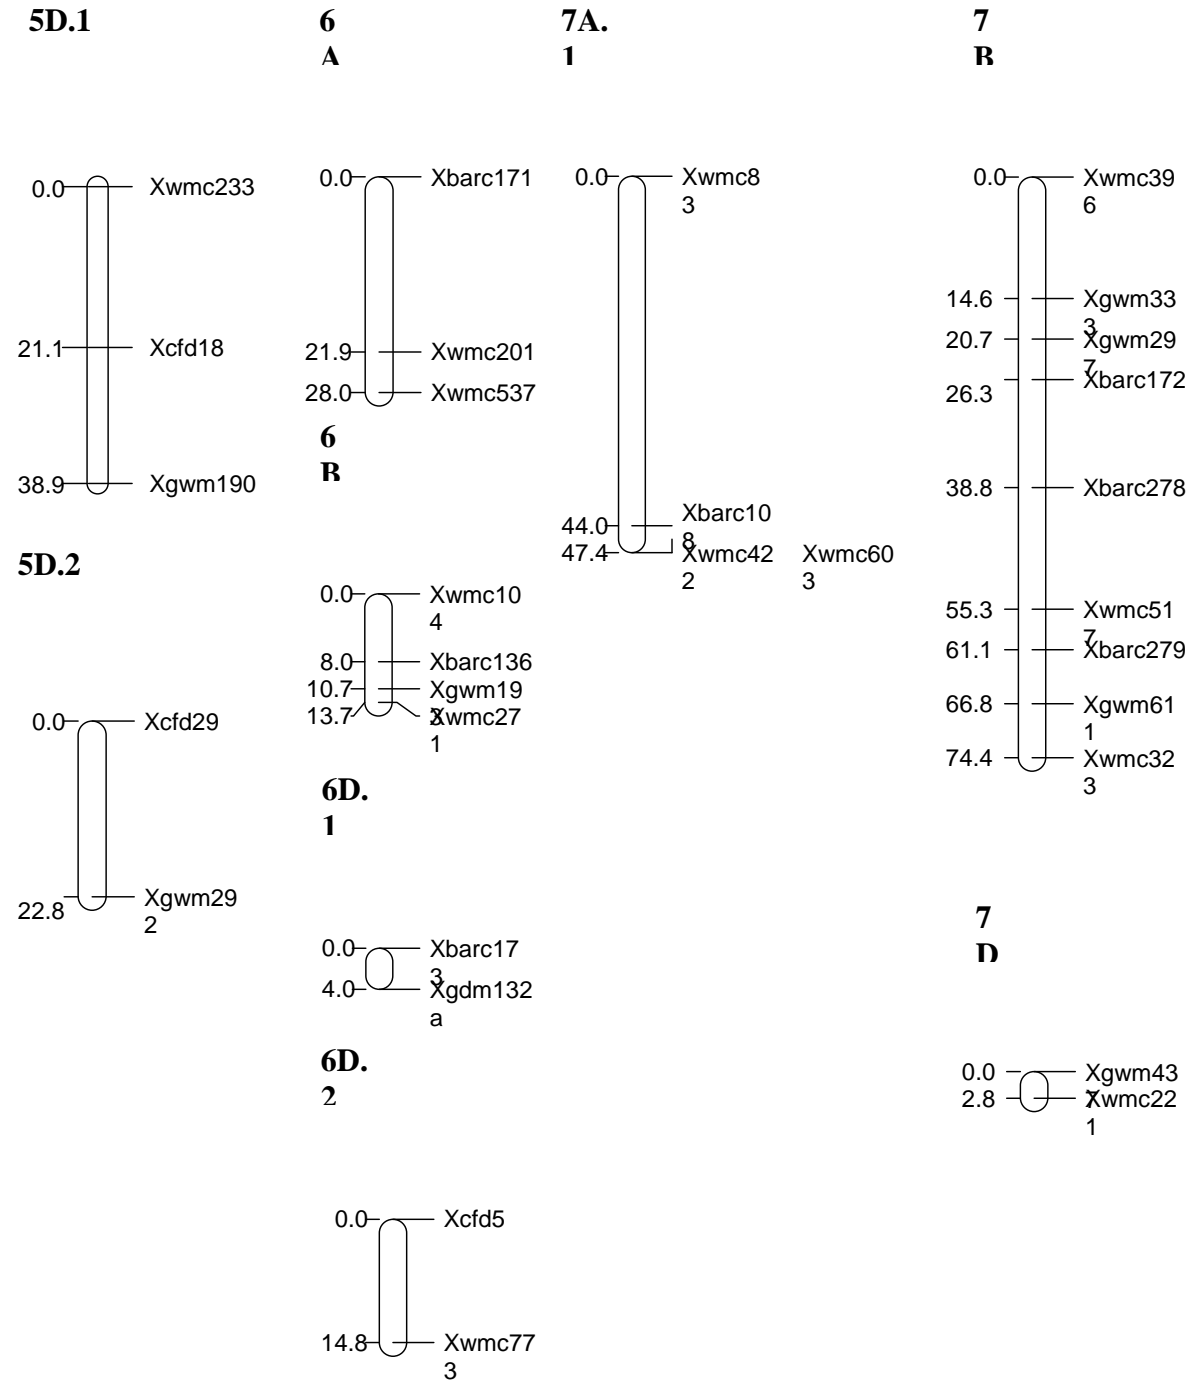 5D.1
0.0 Xwmc233
21.1 Xcfd18
38.9 Xgwm190
5D.2
0.0 Xcfd29
22.8 Xgwm29
2
6
A
0.0 Xbarc171
21.9 Xwmc201
28.0 Xwmc537
6
B
0.0 Xwmc10
4
8.0 Xbarc136
10.7 Xgwm19
13.7 Xwmc27
1
6D.
1
0.0 Xbarc17
3
4.0 Xgdm132
a
6D.
2
0.0 Xcfd5
14.8 Xwmc77
3
7A.
1
0.0 Xwmc8
3
44.0 Xbarc10
8
47.4 Xwmc42 Xwmc60
2 3
7
B
0.0 Xwmc39
6
14.6 Xgwm33
3
20.7 Xgwm29
7
26.3 Xbarc172
38.8 Xbarc278
55.3 Xwmc51
7
61.1 Xbarc279
66.8 Xgwm61
1
74.4 Xwmc32
3
7
D
0.0 Xgwm43
7
2.8 Xwmc22
1